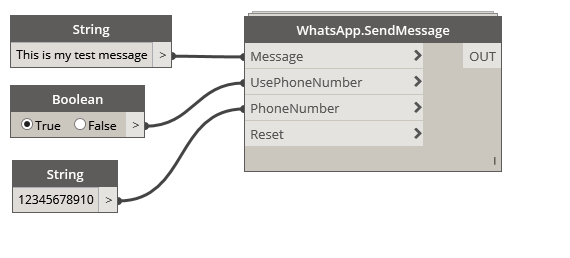 String
This is my test message >
Boolean
True False >
String
12345678910 >
WhatsApp.SendMessage
Message > OUT
UsePhoneNumber >
PhoneNumber >
Reset >
l